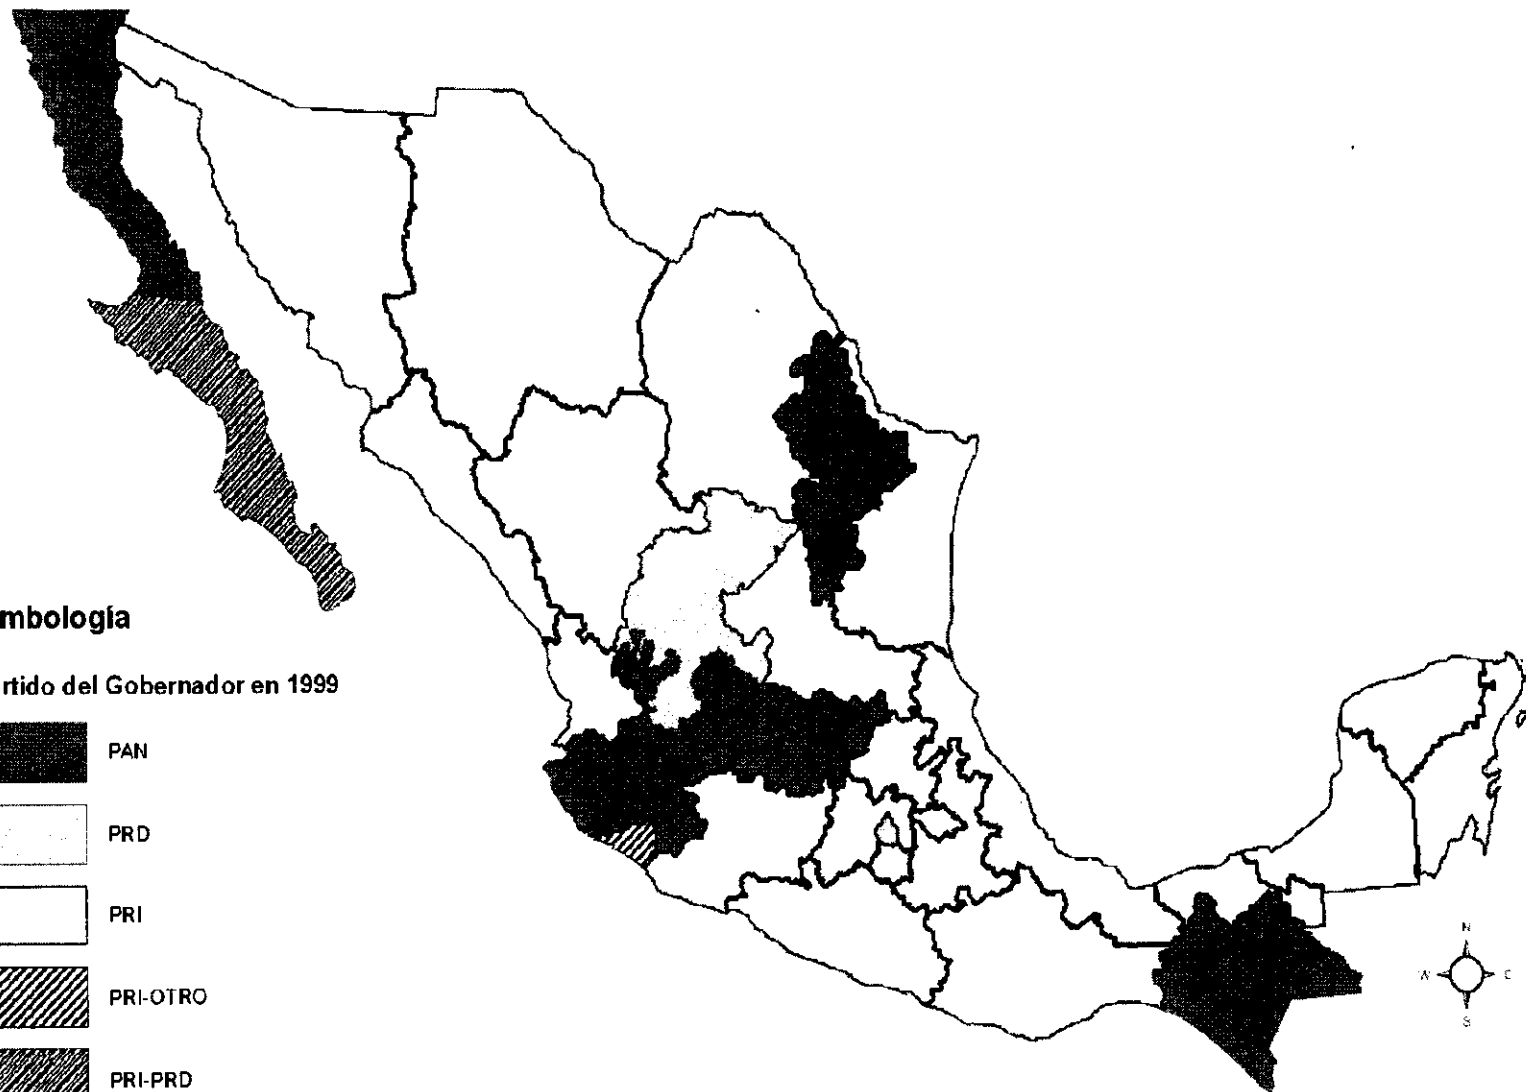 mbología
rtido del Gobernador en 1999
PAN
PRD
PRI
PRI-OTRO
PRI-PRD
N
W
S